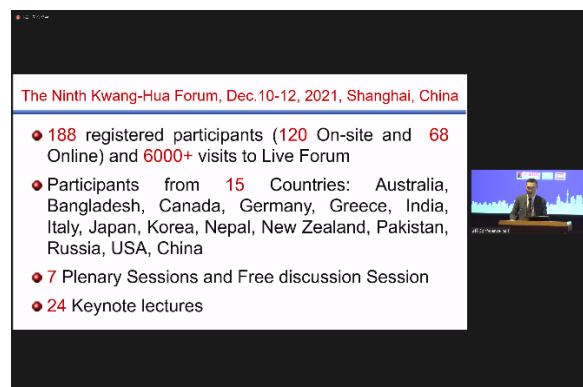 The Ninth Kwang-Hua Forum, Dec.10-12, 2021, Shanghai, China
188 registered participants (120 On-site and 68
Online) and 6000+ visits to Live Forum
Participants from 15 Countries: Australia,
Bangladesh, Canada, Germany, Greece, India,
Italy, Japan, Korea, Nepal, New Zealand, Pakistan,
Russia, USA, China
7 Plenary Sessions and Free discussion Session
24 Keynote lectures